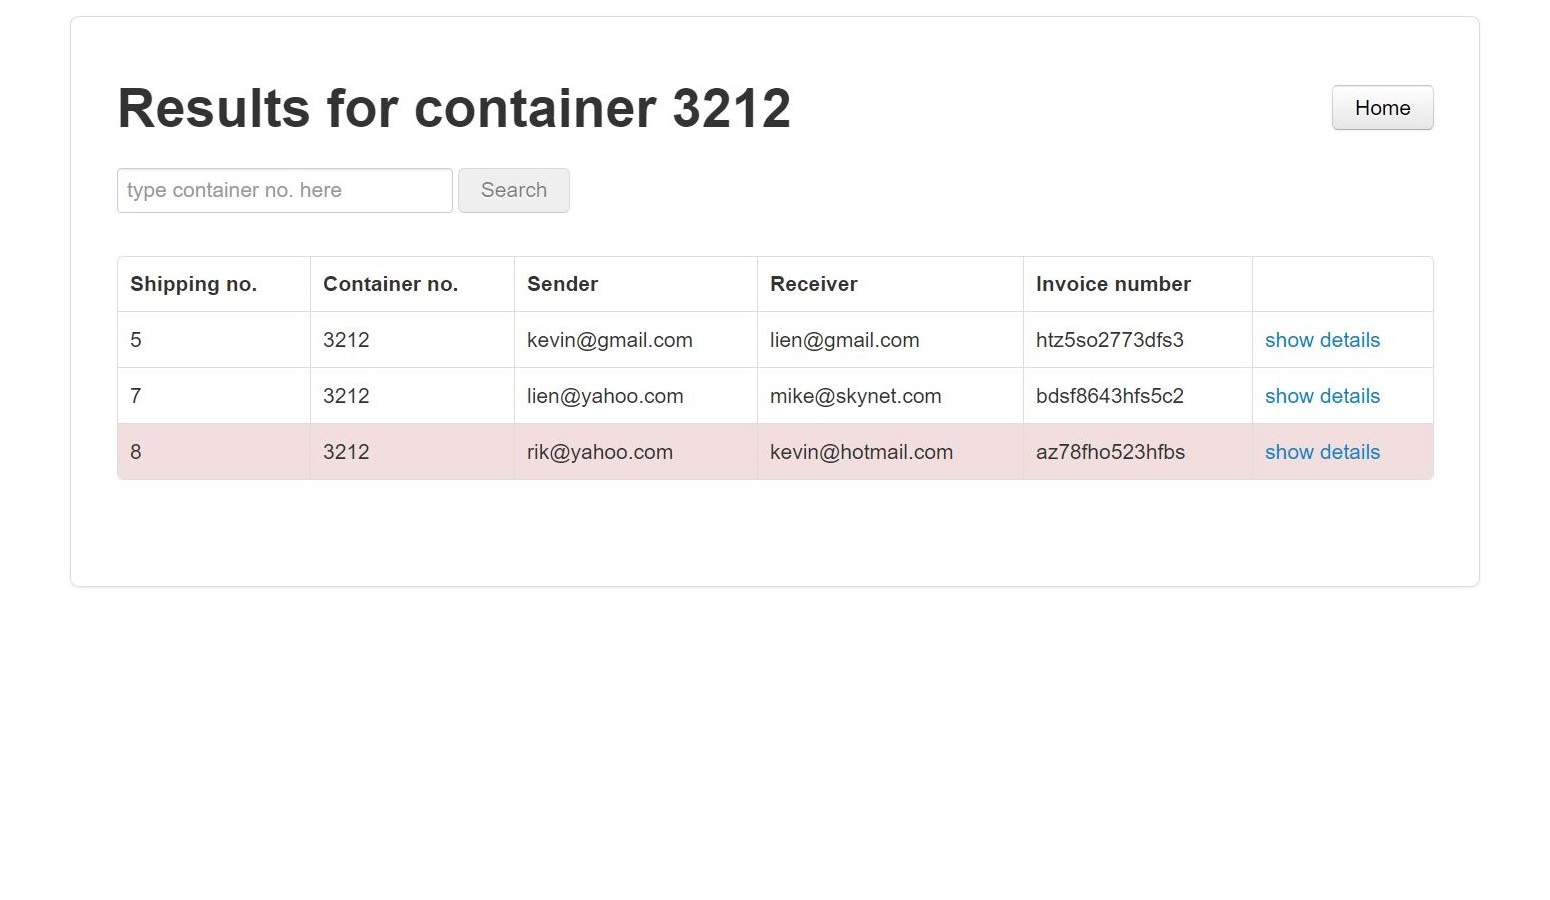 Results for container 3212
Home
type container no. here
Search
Shipping no. Container no. Sender Receiver Invoice number
5 3212 kevin@gmail.com lien@gmail.com htz5so2773dfs3 show details
7 3212 lien@yahoo.com mike@skynet.com bdsf8643hfs5c2 show details
8 3212 rik@yahoo.com kevin@hotmail.com az78fho523hfbs show details